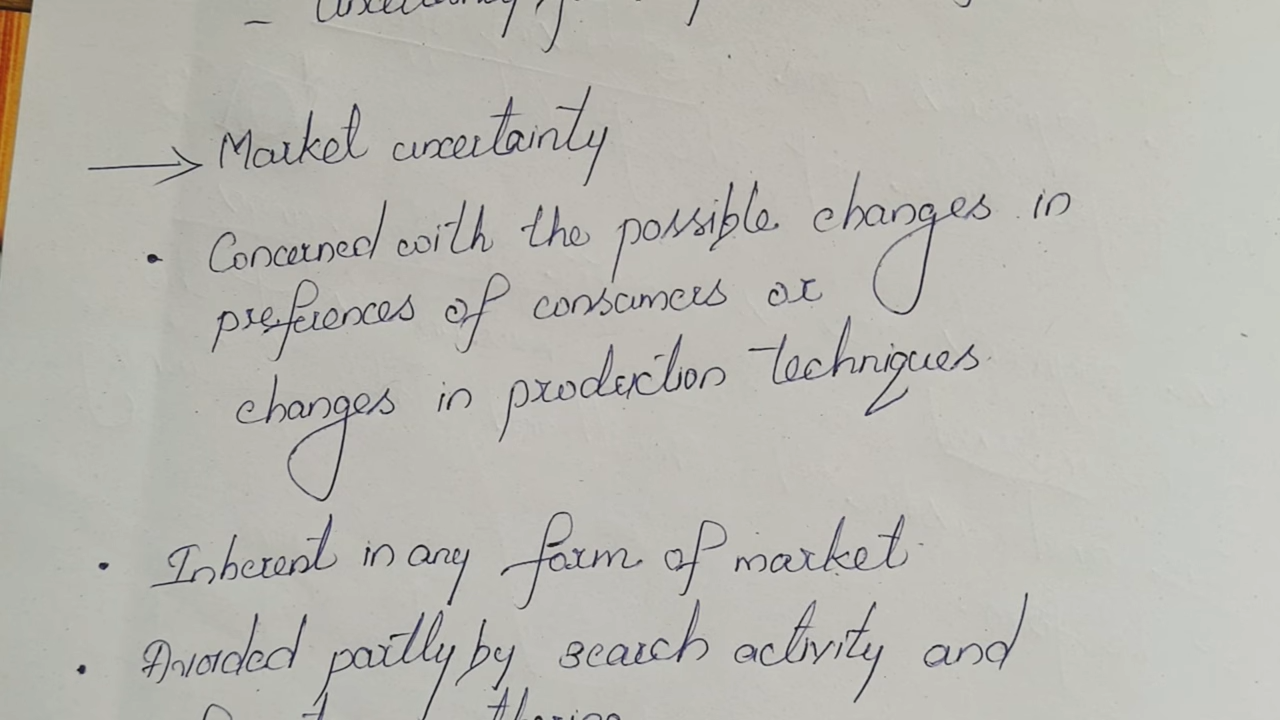 → Market uncertainty
• Concerned with the possible changes in
preferences of consumers or
changes in production techniques
• Inherent in any form of market
• Avoided partly by search activity and